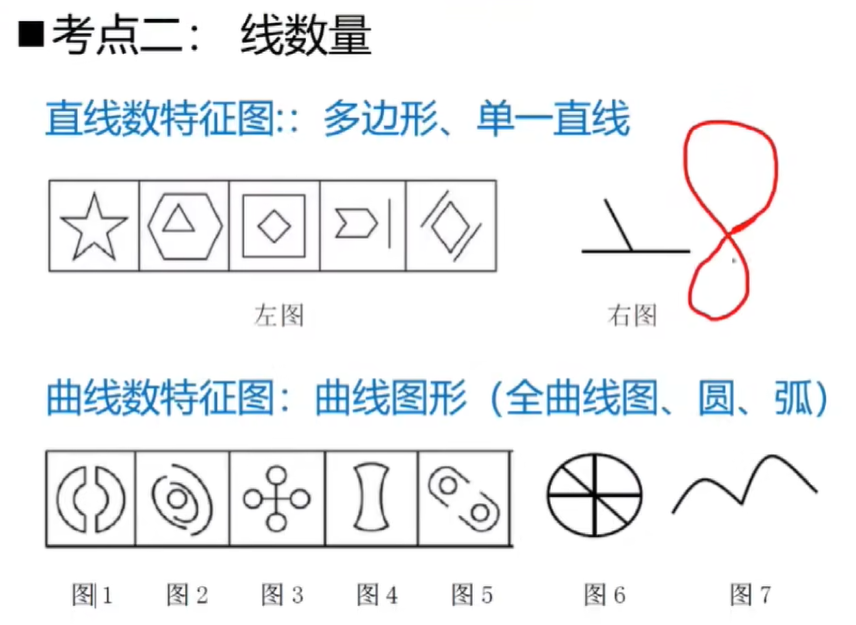 ■考点二： 线数量
直线数特征图:：多边形、单一直线
左图
右图
曲线数特征图：曲线图形（全曲线图、圆、弧）
图1 图2 图3 图4 图5 图6 图7